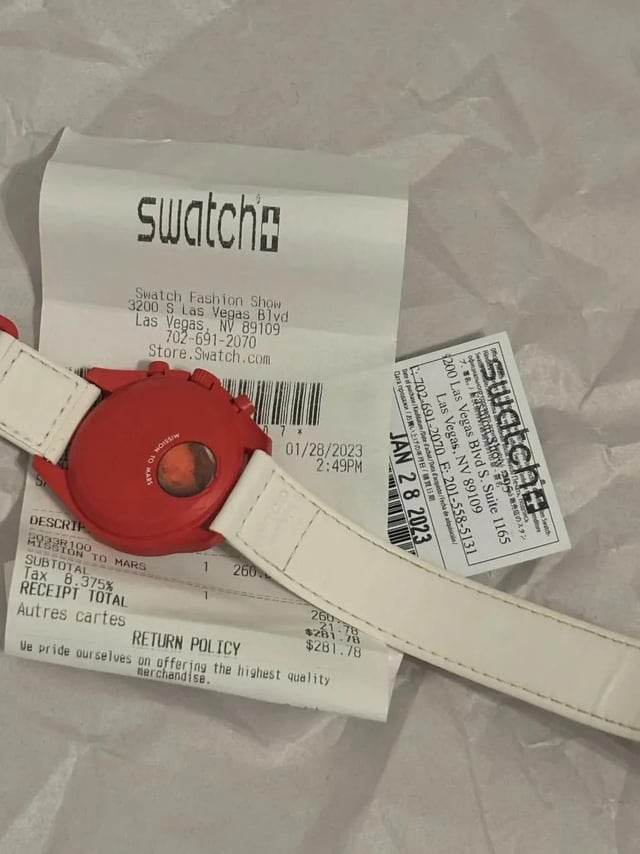 swatch
Swatch Fashion Show
3200 S Las Vegas Blvd
Las Vegas, NV 89109
702-691-2070
Store.Swatch.com
7 *
01/28/2023
2:49PM
MISSION TO MARS
DESCRIP
SO33R100
MISSION TO MARS 1 260.
SUBTOTAL 1 260.
Tax 8.375% 21.78
RECEIPT TOTAL $281.78
Autres cartes $281.78
RETURN POLICY
We pride ourselves on offering the highest quality
merchandise.
swatch
3200 Las Vegas Blvd S, Suite 1165
Las Vegas, NV 89109
P: 702-691-2070 F: 201-558-5131
JAN 28 2023